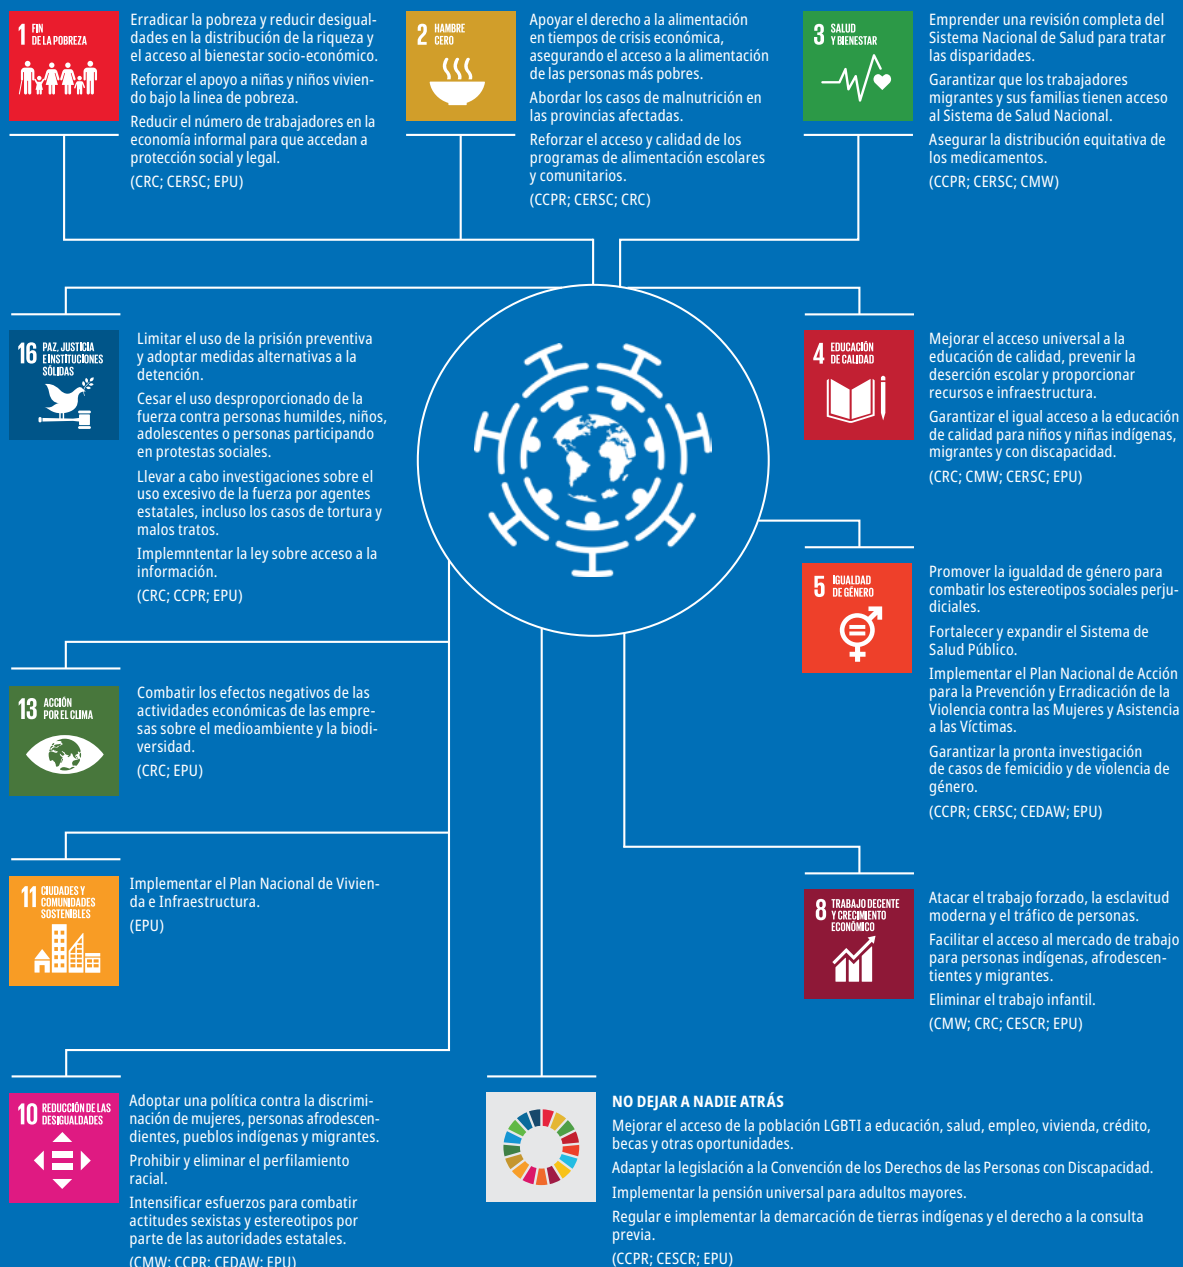 1 FIN
DE LA POBREZA
Erradicar la pobreza y reducir desigual-
dades en la distribución de la riqueza y
el acceso al bienestar socio-económico.
Reforzar el apoyo a niñas y niños vivien-
do bajo la linea de pobreza.
Reducir el número de trabajadores en la
economía informal para que accedan a
protección social y legal.
(CRC; CERSC; EPU)
2 HAMBRE
CERO
Apoyar el derecho a la alimentación
en tiempos de crisis económica,
asegurando el acceso a la alimentación
de las personas más pobres.
Abordar los casos de malnutrición en
las provincias afectadas.
Reforzar el acceso y calidad de los
programas de alimentación escolares
y comunitarios.
(CCPR; CERSC; CRC)
3 SALUD
Y BIENESTAR
Emprender una revisión completa del
Sistema Nacional de Salud para tratar
las disparidades.
Garantizar que los trabajadores
migrantes y sus familias tienen acceso
al Sistema de Salud Nacional.
Asegurar la distribución equitativa de
los medicamentos.
(CCPR; CERSC; CMW)
16 PAZ, JUSTICIA
E INSTITUCIONES
SÓLIDAS
Limitar el uso de la prisión preventiva
y adoptar medidas alternativas a la
detención.
Cesar el uso desproporcionado de la
fuerza contra personas humildes, niños,
adolescentes o personas participando
en protestas sociales.
Llevar a cabo investigaciones sobre el
uso excesivo de la fuerza por agentes
estatales, incluso los casos de tortura y
malos tratos.
Implemntentar la ley sobre acceso a la
información.
(CRC; CCPR; EPU)
4 EDUCACIÓN
DE CALIDAD
Mejorar el acceso universal a la
educación de calidad, prevenir la
deserción escolar y proporcionar
recursos e infraestructura.
Garantizar el igual acceso a la educación
de calidad para niños y niñas indígenas,
migrantes y con discapacidad.
(CRC; CMW; CERSC; EPU)
5 IGUALDAD
DE GÉNERO
Promover la igualdad de género para
combatir los estereotipos sociales perju-
diciales.
Fortalecer y expandir el Sistema de
Salud Público.
Implementar el Plan Nacional de Acción
para la Prevención y Erradicación de la
Violencia contra las Mujeres y Asistencia
a las Víctimas.
Garantizar la pronta investigación
de casos de femicidio y de violencia de
género.
(CCPR; CERSC; CEDAW; EPU)
13 ACCIÓN
POR EL CLIMA
Combatir los efectos negativos de las
actividades económicas de las empre-
sas sobre el medioambiente y la biodi-
versidad.
(CRC; EPU)
11 CIUDADES Y
COMUNIDADES
SOSTENIBLES
Implementar el Plan Nacional de Vivien-
da e Infraestructura.
(EPU)
8 TRABAJO DECENTE
Y CRECIMIENTO
ECONÓMICO
Atacar el trabajo forzado, la esclavitud
moderna y el tráfico de personas.
Facilitar el acceso al mercado de trabajo
para personas indígenas, afrodescen-
tientes y migrantes.
Eliminar el trabajo infantil.
(CMW; CRC; CESCR; EPU)
10 REDUCCIÓN DE LAS
DESIGUALDADES
Adoptar una política contra la discrimi-
nación de mujeres, personas afrodescen-
dientes, pueblos indígenas y migrantes.
Prohibir y eliminar el perfilamiento
racial.
Intensificar esfuerzos para combatir
actitudes sexistas y estereotipos por
parte de las autoridades estatales.
(CMW; CCPR; CEDAW; EPU)
NO DEJAR A NADIE ATRÁS
Mejorar el acceso de la población LGBTI a educación, salud, empleo, vivienda, crédito,
becas y otras oportunidades.
Adaptar la legislación a la Convención de los Derechos de las Personas con Discapacidad.
Implementar la pensión universal para adultos mayores.
Regular e implementar la demarcación de tierras indígenas y el derecho a la consulta
previa.
(CCPR; CESCR; EPU)